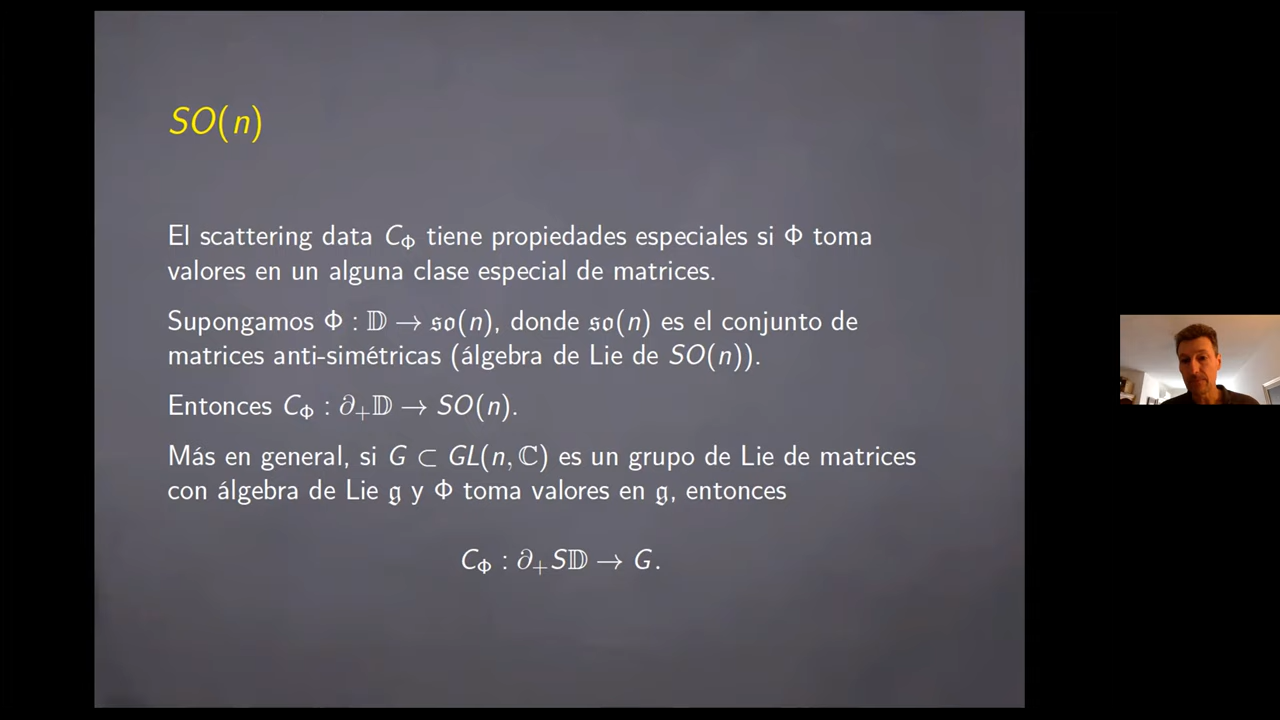 SO(n)
El scattering data C_Φ tiene propiedades especiales si Φ toma
valores en un alguna clase especial de matrices.
Supongamos Φ : 𝔻 → 𝔰𝔬(n), donde 𝔰𝔬(n) es el conjunto de
matrices anti-simétricas (álgebra de Lie de SO(n)).
Entonces C_Φ : ∂₊𝔻 → SO(n).
Más en general, si G ⊂ GL(n, ℂ) es un grupo de Lie de matrices
con álgebra de Lie 𝔤 y Φ toma valores en 𝔤, entonces
C_Φ : ∂₊S𝔻 → G.